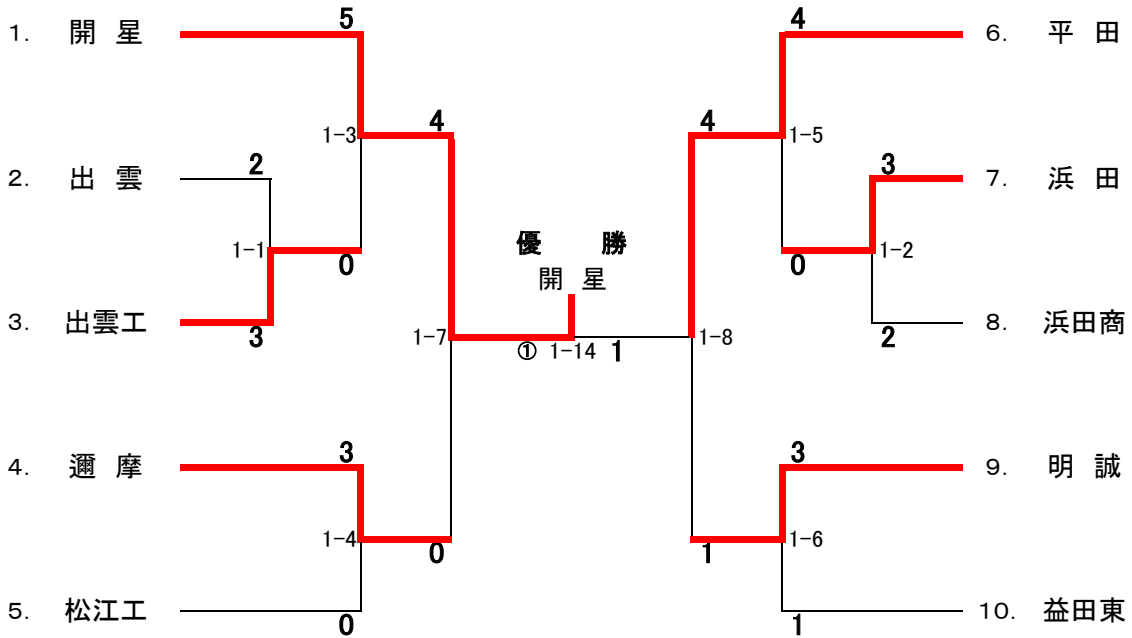 5
4
1. 開 星
6. 平 田
1-3
4
4
1-5
2. 出 雲
2
3
7. 浜 田
1-1
0
優 勝
0
1-2
開 星
3. 出雲工
3
2
8. 浜田商
1-7
① 1-14 1
1-8
4. 邇 摩
3
3
9. 明 誠
1-4
0
1
1-6
5. 松江工
0
1
10. 益田東